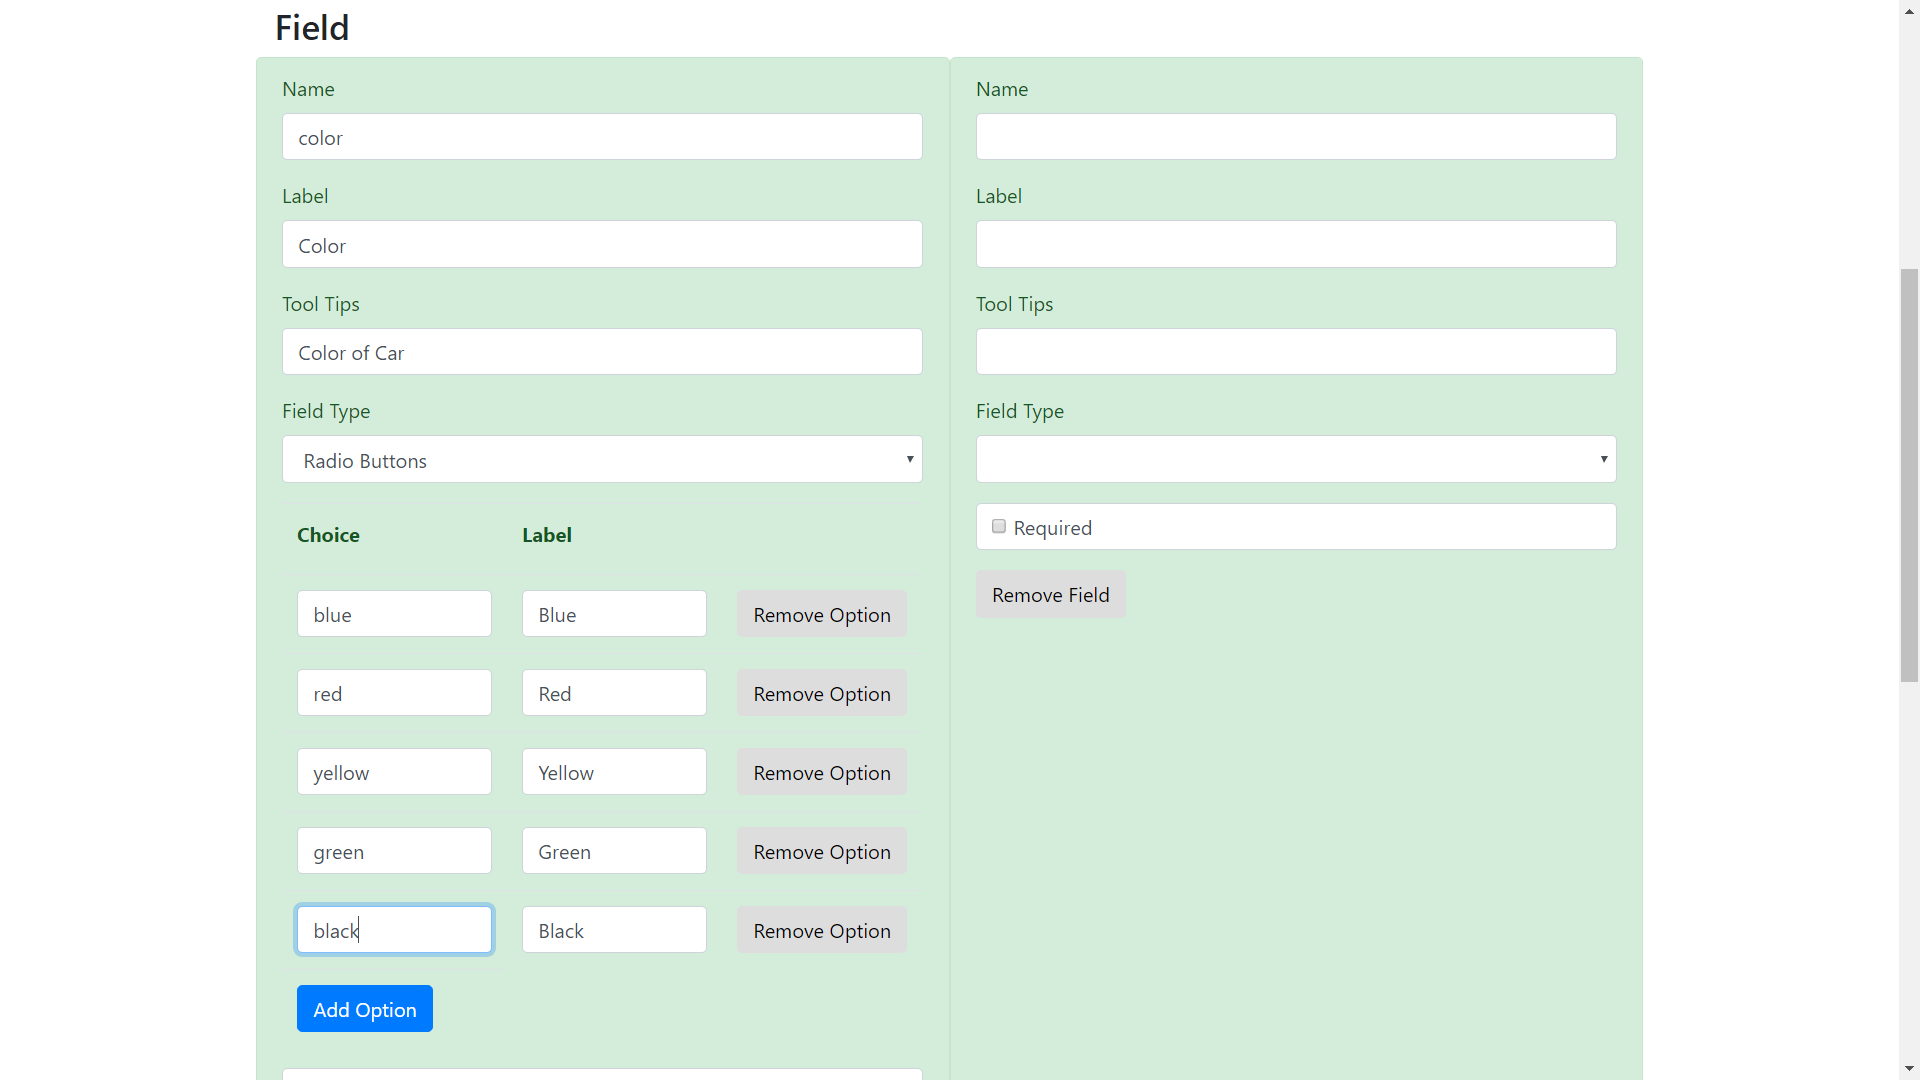 Field
Name
color
Label
Color
Tool Tips
Color of Car
Field Type
Radio Buttons
Choice Label
blue Blue Remove Option
red Red Remove Option
yellow Yellow Remove Option
green Green Remove Option
black Black Remove Option
Add Option
Name
Label
Tool Tips
Field Type
Required
Remove Field